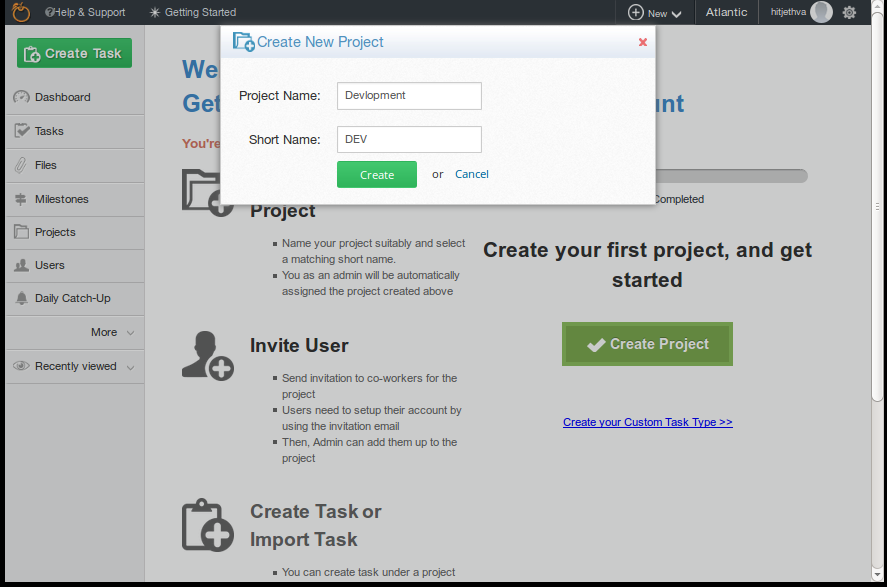 Help & Support
Getting Started
New
Atlantic
hitjethva
Create Task
Dashboard
Tasks
Files
Milestones
Projects
Users
Daily Catch-Up
More
Recently viewed
Create New Project
Project Name:
Devlopment
Short Name:
DEV
Create
or
Cancel
We
Get
unt
You're
Completed
Project
Name your project suitably and select
a matching short name.
You as an admin will be automatically
assigned the project created above
Create your first project, and get
started
Create Project
Create your Custom Task Type >>
Invite User
Send invitation to co-workers for the
project
Users need to setup their account by
using the invitation email
Then, Admin can add them up to the
project
Create Task or
Import Task
You can create task under a project